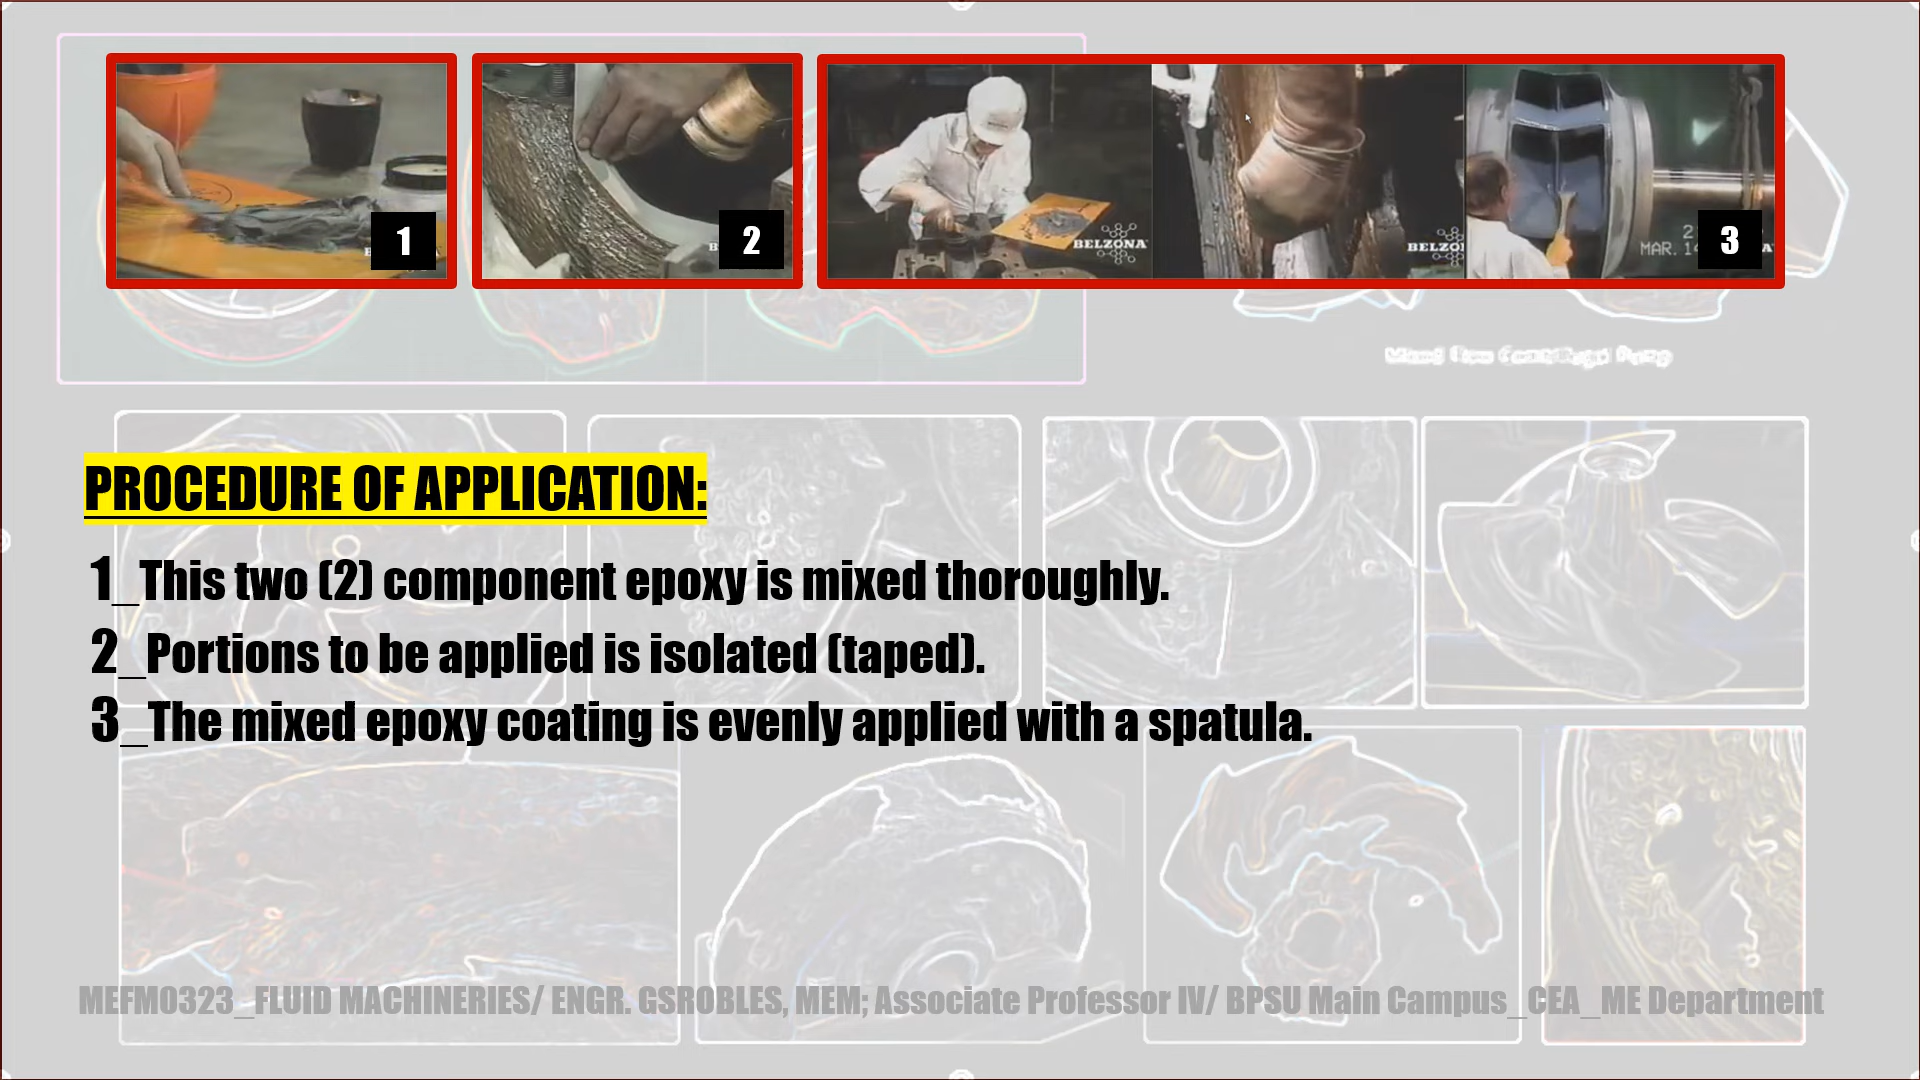 1
2
3
BELZONA
BELZO
2
MAR. 14
PROCEDURE OF APPLICATION:
1_This two (2) component epoxy is mixed thoroughly.
2_Portions to be applied is isolated (taped).
3_The mixed epoxy coating is evenly applied with a spatula.
MEFM0323_FLUID MACHINERIES/ ENGR. GSROBLES, MEM; Associate Professor IV/ BPSU Main Campus_CEA_ME Department